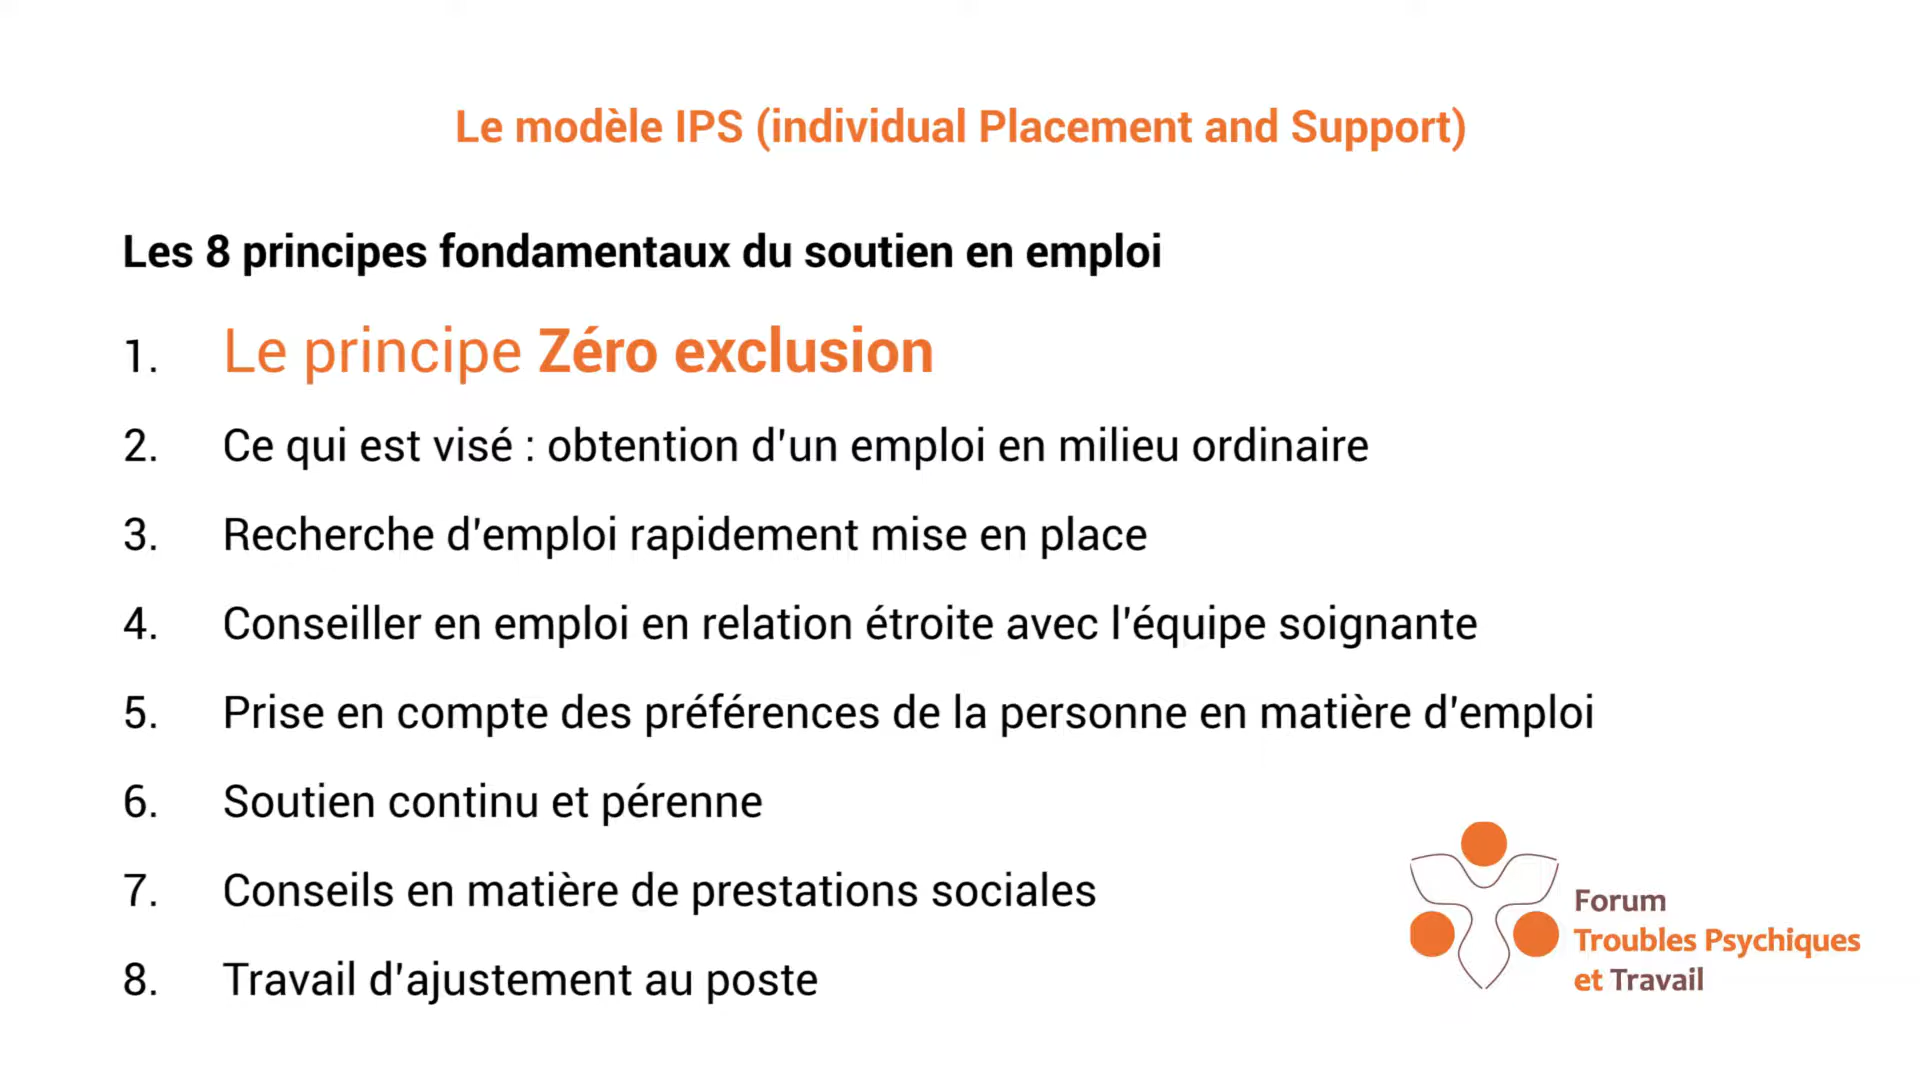 Le modèle IPS (individual Placement and Support)
Les 8 principes fondamentaux du soutien en emploi
1. Le principe Zéro exclusion
2. Ce qui est visé : obtention d'un emploi en milieu ordinaire
3. Recherche d'emploi rapidement mise en place
4. Conseiller en emploi en relation étroite avec l'équipe soignante
5. Prise en compte des préférences de la personne en matière d'emploi
6. Soutien continu et pérenne
7. Conseils en matière de prestations sociales
8. Travail d'ajustement au poste
Forum
Troubles Psychiques
et Travail